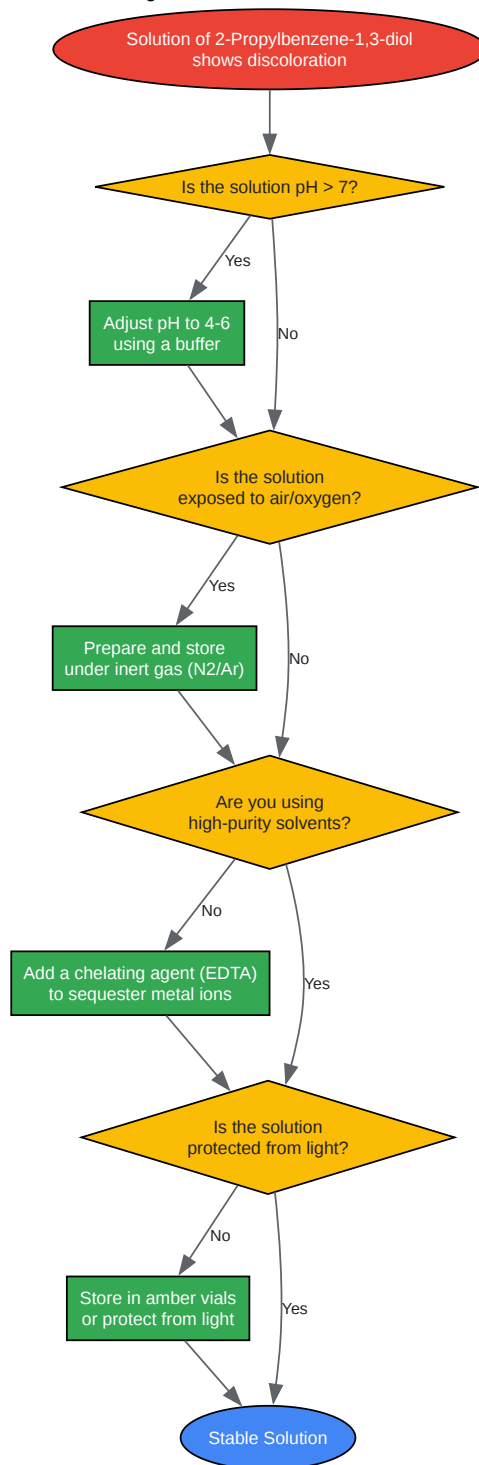 Solution of 2-Propylbenzene-1,3-diol
shows discoloration
Is the solution pH > 7?
Yes
Adjust pH to 4-6
using a buffer
No
Is the solution
exposed to air/oxygen?
Yes
Prepare and store
under inert gas (N2/Ar)
No
Are you using
high-purity solvents?
No
Add a chelating agent (EDTA)
to sequester metal ions
Yes
Is the solution
protected from light?
No
Store in amber vials
or protect from light
Yes
Stable Solution